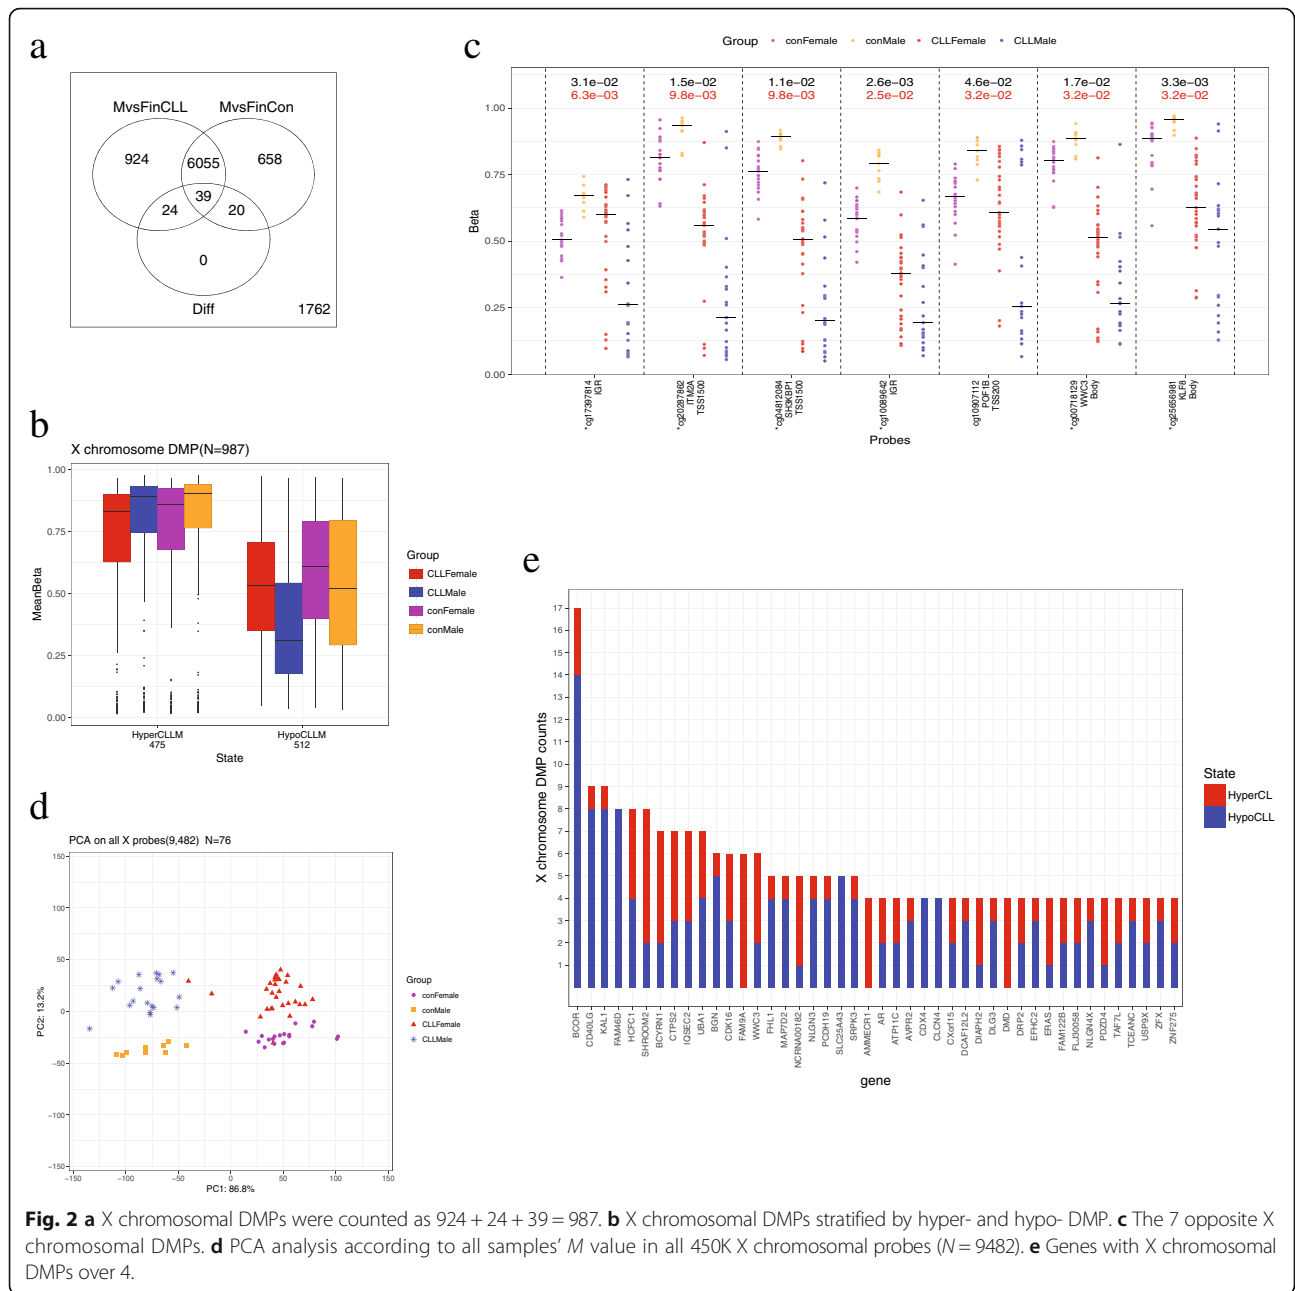 a
MvsFinCLL
MvsFinCon
924
6055
658
39
24
20
0
Diff
1762
b
X chromosome DMP(N=987)
1.00
0.75
0.50
0.25
0.00
MeanBeta
HyperCLLM
475
HypoCLLM
512
State
Group
CLLFemale
CLLMale
conFemale
conMale
c
Group
conFemale
conMale
CLLFemale
CLLMale
3.1e−02
1.5e−02
1.1e−02
2.6e−03
4.6e−02
1.7e−02
3.3e−03
6.3e−03
9.8e−03
9.8e−03
2.5e−02
3.2e−02
3.2e−02
3.2e−02
1.00
0.75
0.50
0.25
0.00
Beta
*cg17397814
IGR
*cg20287862
ITM2A
TSS1500
*cg04812084
SH3KBP1
TSS1500
*cg10089642
IGR
cg10907112
POF1B
TSS200
*cg00718129
WWC3
Body
*cg25656981
KLF8
Body
Probes
d
PCA on all X probes(9,482) N=76
150
100
50
0
−50
−100
−150
PC2: 13.2%
−150
−100
−50
0
50
100
150
PC1: 86.8%
Group
conFemale
conMale
CLLFemale
CLLMale
e
17
16
15
14
13
12
11
10
9
8
7
6
5
4
3
2
1
X chromosome DMP counts
BCOR
CD40LG
KAL1
FAM46D
HCFC1
SHROOM2
BCYRN1
CTPS2
IQSEC2
UBA1
BGN
CDK16
FAM9A
WWC3
FHL1
MAP7D2
NCRNA00182
NLGN3
PCDH19
SLC25A43
SRPK3
AMMECR1
AR
ATP11C
AVPR2
CDX4
CLCN4
CXorf15
DCAF12L2
DIAPH2
DLG3
DMD
DRP2
EFHC2
ERAS
FAM122B
FLJ30058
NLGN4X
PDZD4
TAF7L
TCEANC
USP9X
ZFX
ZNF275
gene
State
HyperCL
HypoCLL
Fig. 2 a X chromosomal DMPs were counted as 924 + 24 + 39 = 987. b X chromosomal DMPs stratified by hyper- and hypo- DMP. c The 7 opposite X
chromosomal DMPs. d PCA analysis according to all samples’ M value in all 450K X chromosomal probes (N = 9482). e Genes with X chromosomal
DMPs over 4.